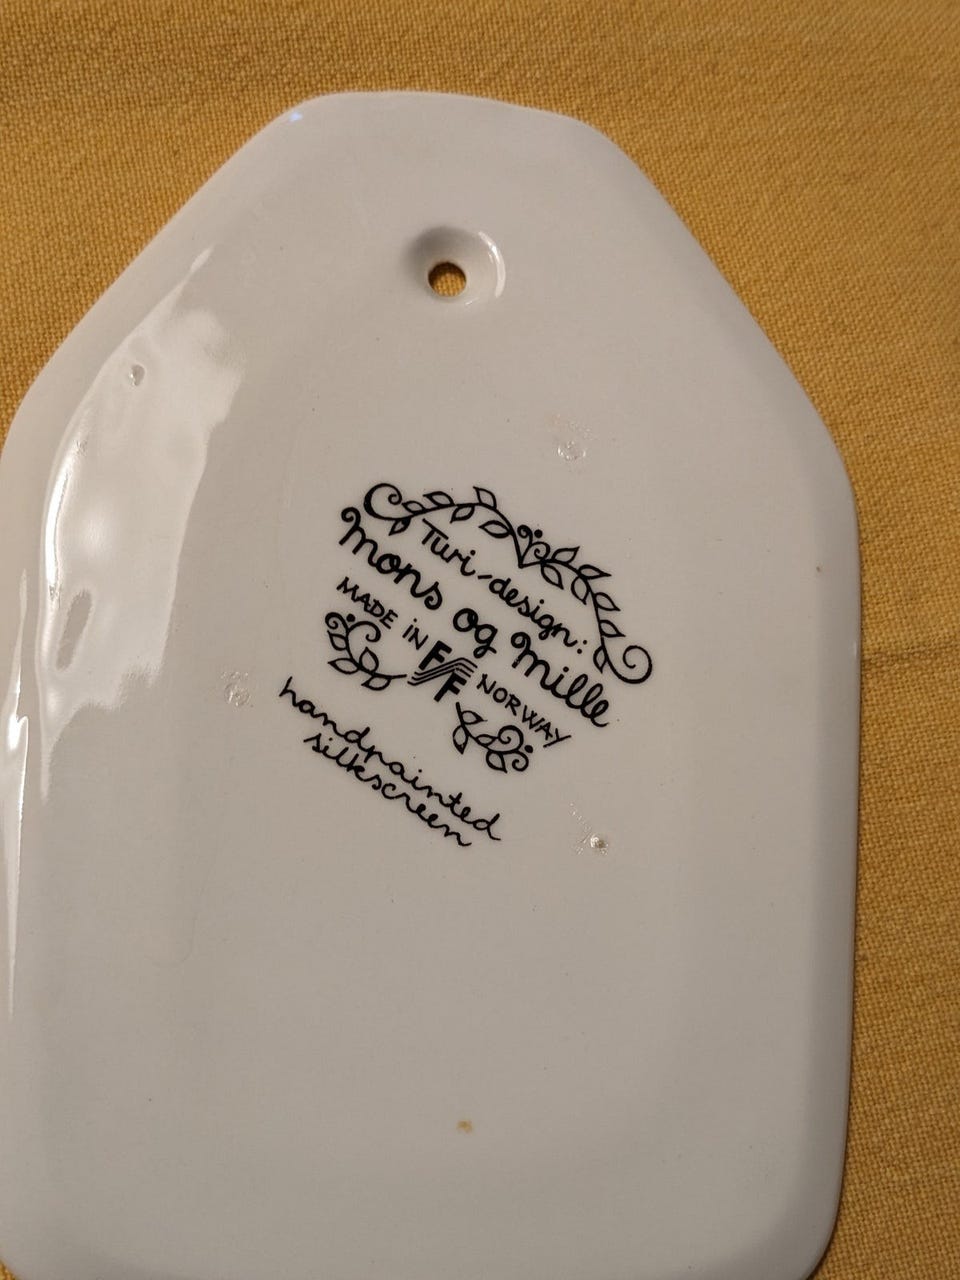 Turi-design:
mons og mille
MADE IN FF NORWAY
handpainted
silkscreen